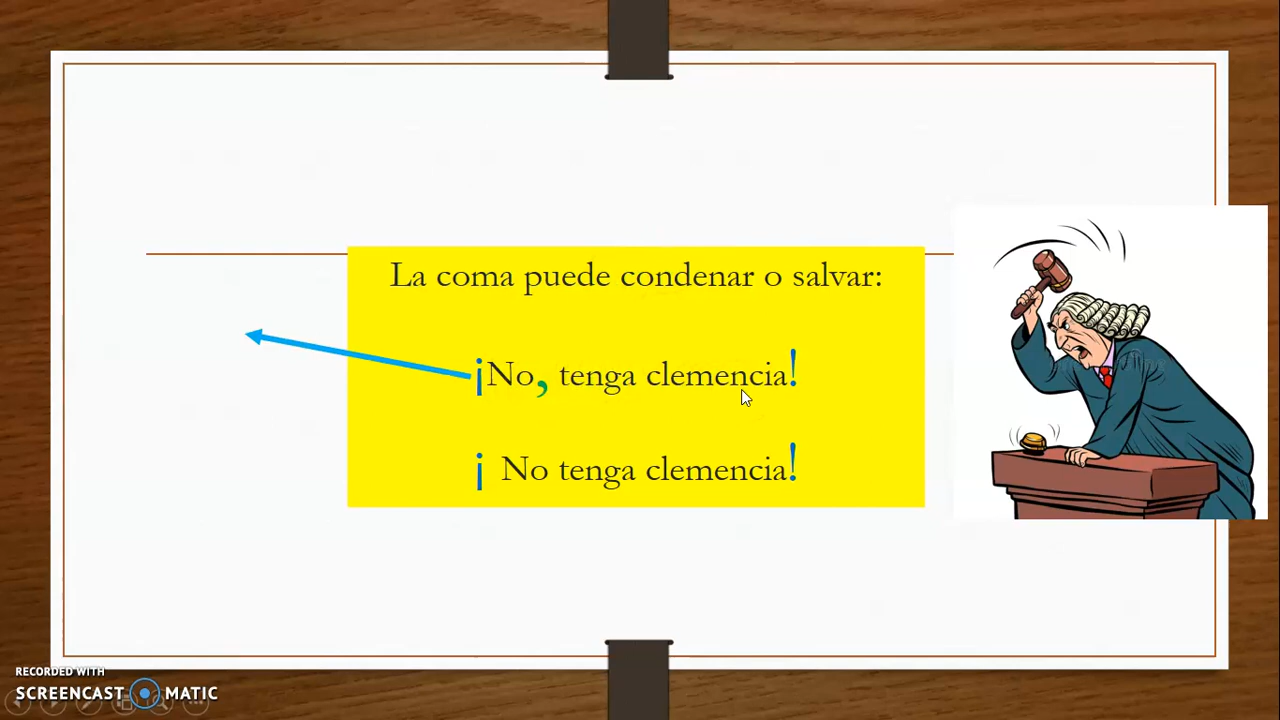 La coma puede condenar o salvar:
¡No, tenga clemencia!
¡ No tenga clemencia!
RECORDED WITH
SCREENCAST MATIC